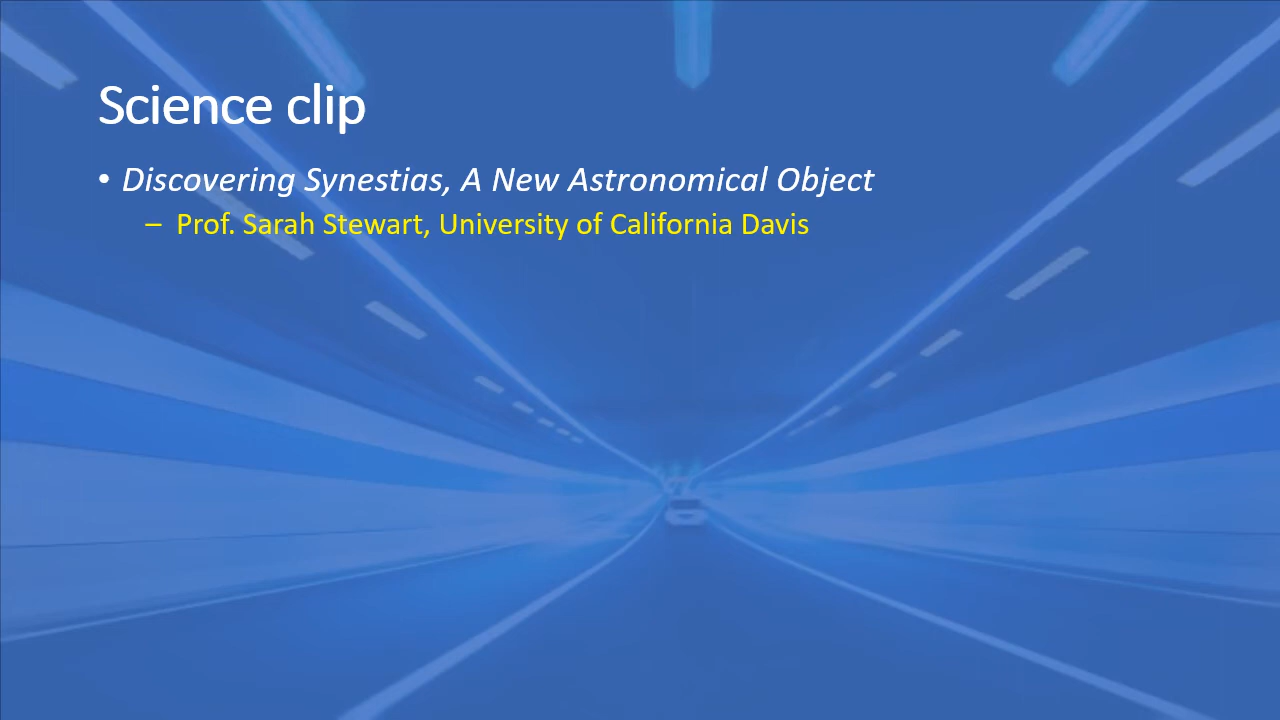 Science clip
• Discovering Synestias, A New Astronomical Object
– Prof. Sarah Stewart, University of California Davis